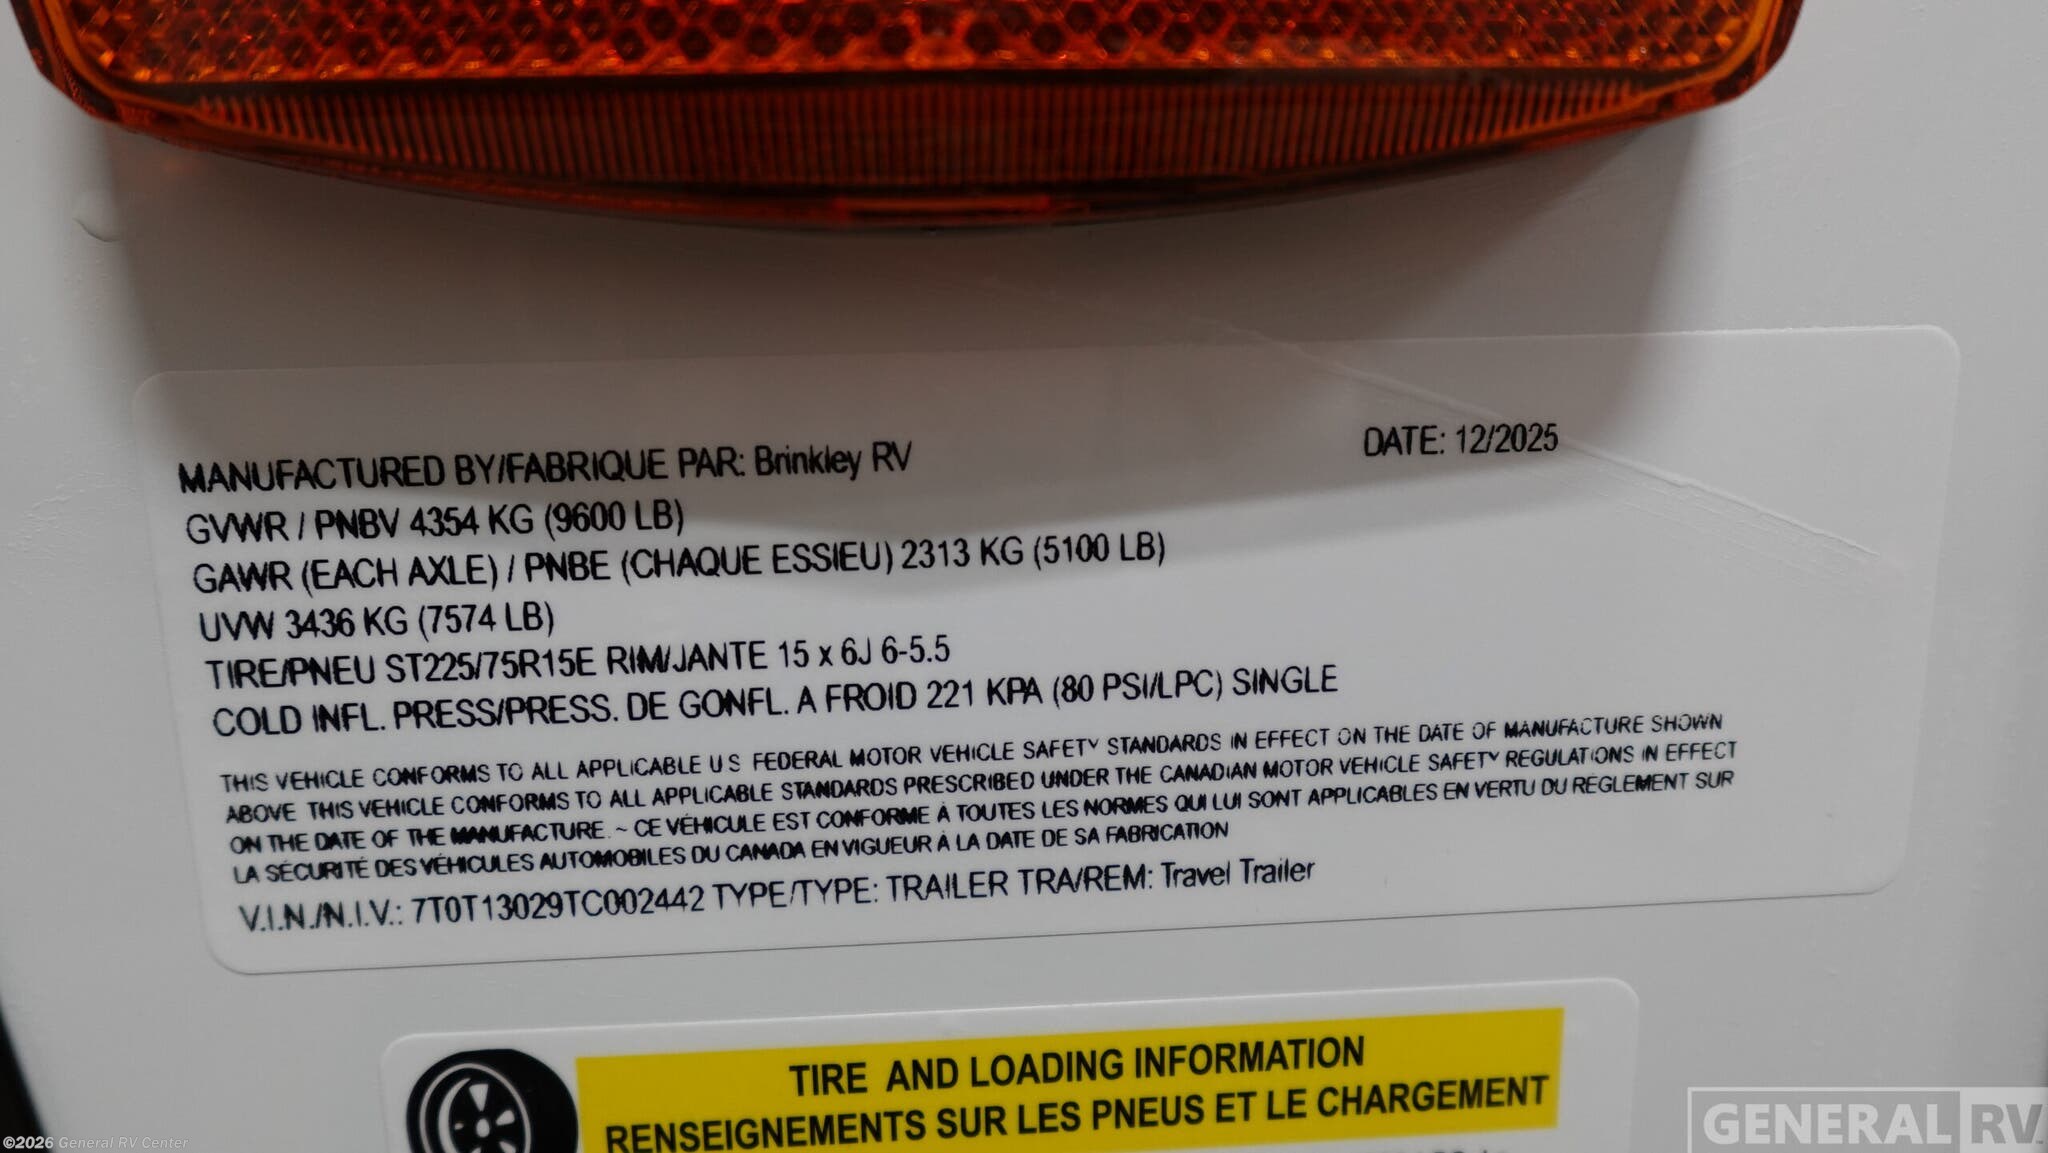 MANUFACTURED BY/FABRIQUE PAR: Brinkley RV DATE: 12/2025
GVWR / PNBV 4354 KG (9600 LB)
GAWR (EACH AXLE) / PNBE (CHAQUE ESSIEU) 2313 KG (5100 LB)
UVW 3436 KG (7574 LB)
TIRE/PNEU ST225/75R15E RIM/JANTE 15 x 6J 6-5.5
COLD INFL. PRESS/PRESS. DE GONFL. A FROID 221 KPA (80 PSI/LPC) SINGLE
THIS VEHICLE CONFORMS TO ALL APPLICABLE U S FEDERAL MOTOR VEHICLE SAFETY STANDARDS IN EFFECT ON THE DATE OF MANUFACTURE SHOWN
ABOVE THIS VEHICLE CONFORMS TO ALL APPLICABLE STANDARDS PRESCRIBED UNDER THE CANADIAN MOTOR VEHICLE SAFETY REGULATIONS IN EFFECT
ON THE DATE OF THE MANUFACTURE. ~ CE VÉHICULE EST CONFORME À TOUTES LES NORMES QUI LUI SONT APPLICABLES EN VERTU DU RÈGLEMENT SUR
LA SÉCURITÉ DES VÉHICULES AUTOMOBILES DU CANADA EN VIGUEUR À LA DATE DE SA FABRICATION
V.I.N./N.I.V.: 7T0T13029TC002442 TYPE/TYPE: TRAILER TRA/REM: Travel Trailer
TIRE AND LOADING INFORMATION
RENSEIGNEMENTS SUR LES PNEUS ET LE CHARGEMENT
©2026 General RV Center
GENERAL RV